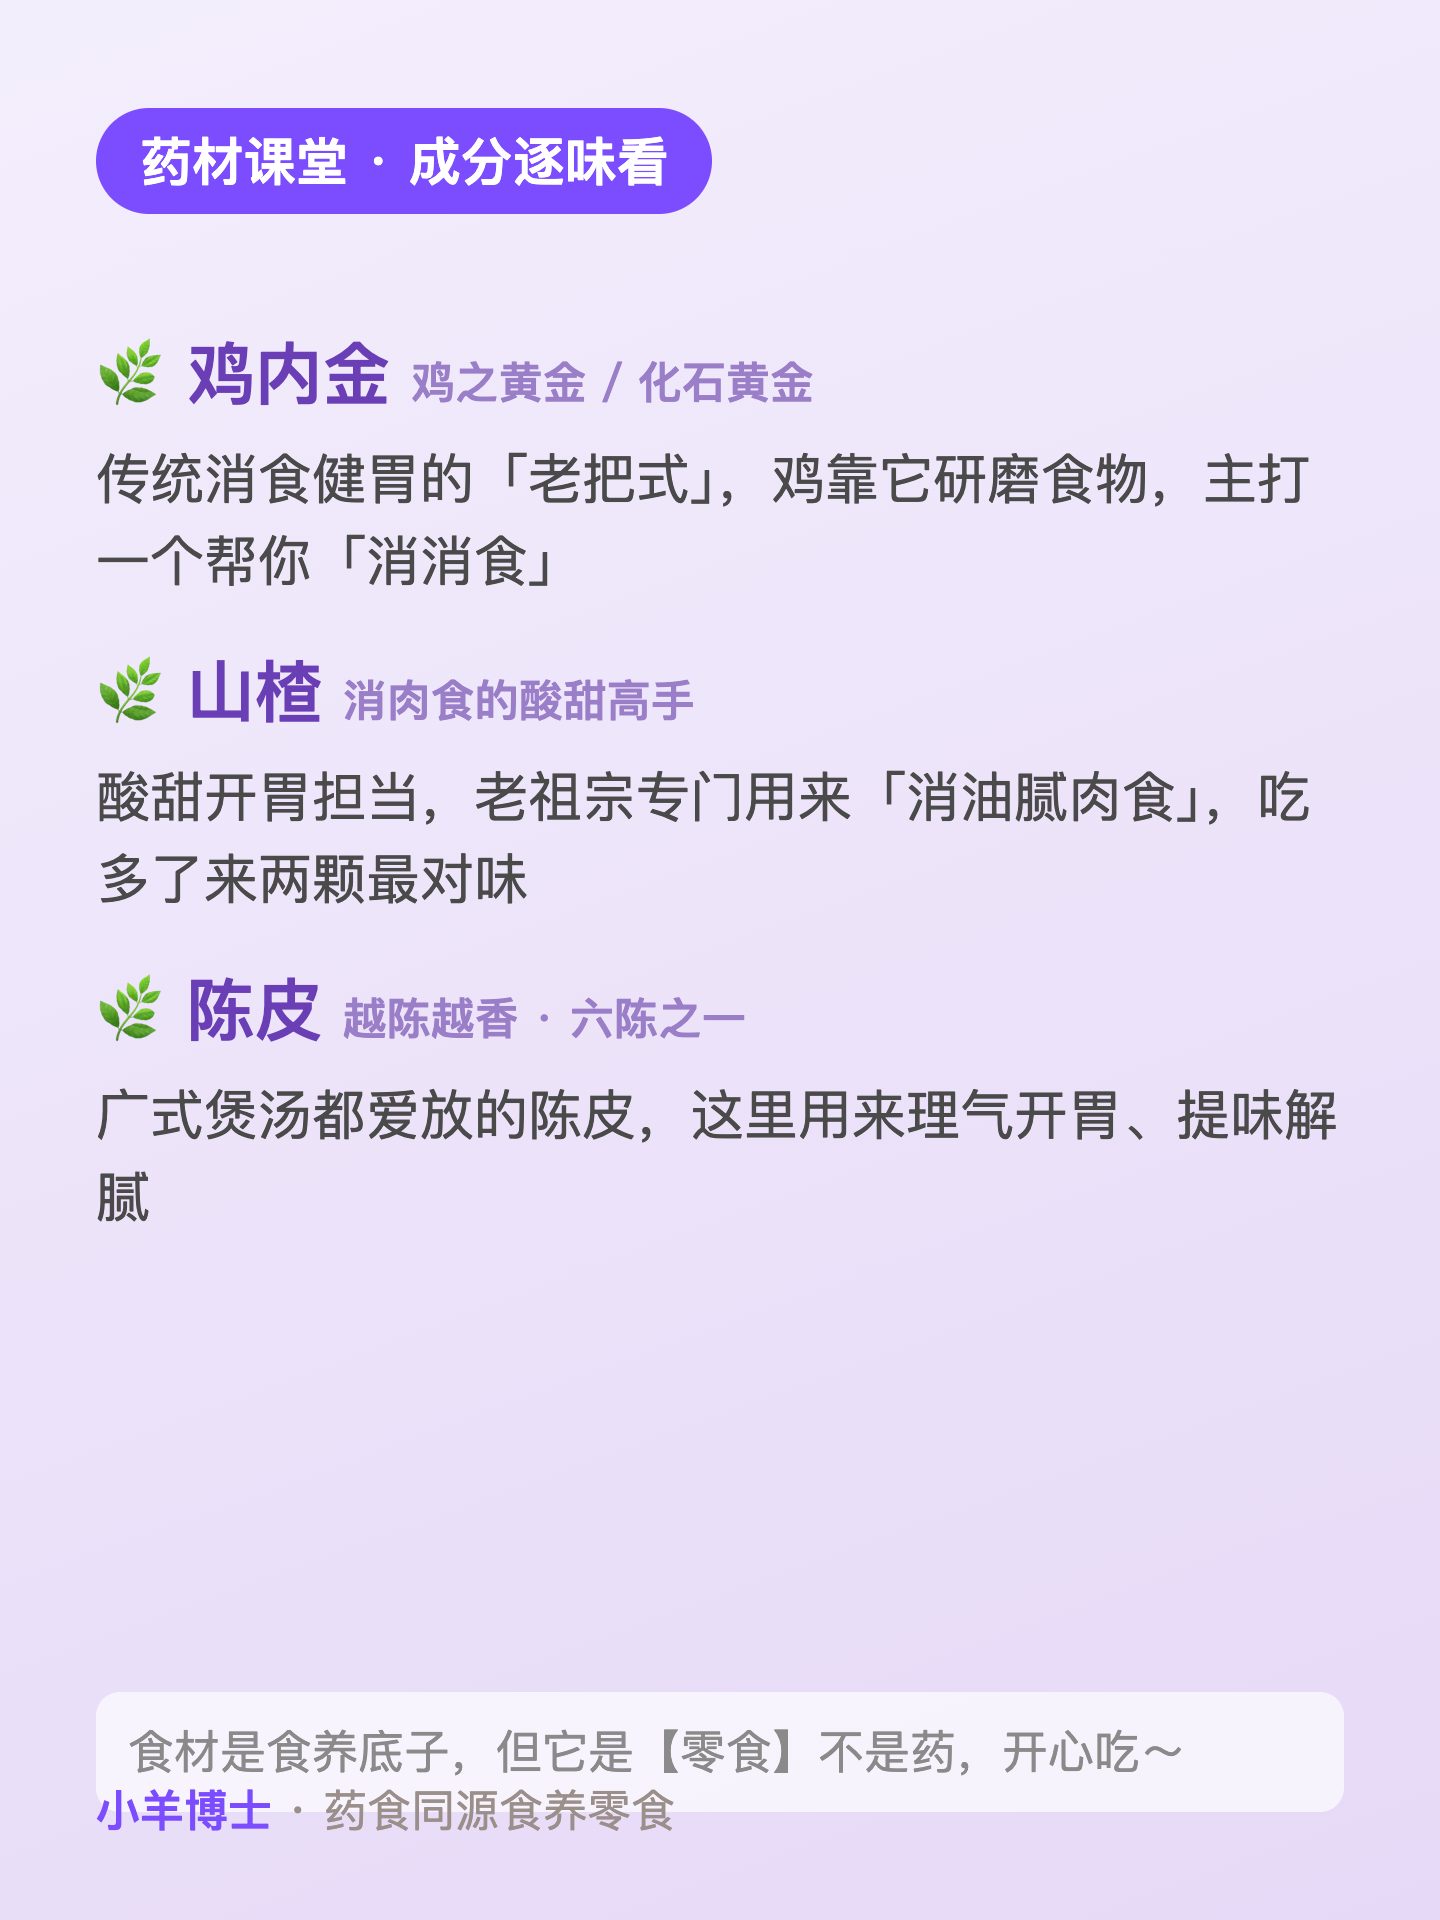 药材课堂 · 成分逐味看
🌿 鸡内金 鸡之黄金 / 化石黄金
传统消食健胃的「老把式」，鸡靠它研磨食物，主打
一个帮你「消消食」
🌿 山楂 消肉食的酸甜高手
酸甜开胃担当，老祖宗专门用来「消油腻肉食」，吃
多了来两颗最对味
🌿 陈皮 越陈越香 · 六陈之一
广式煲汤都爱放的陈皮，这里用来理气开胃、提味解
腻
食材是食养底子，但它是【零食】不是药，开心吃～
小羊博士 · 药食同源食养零食